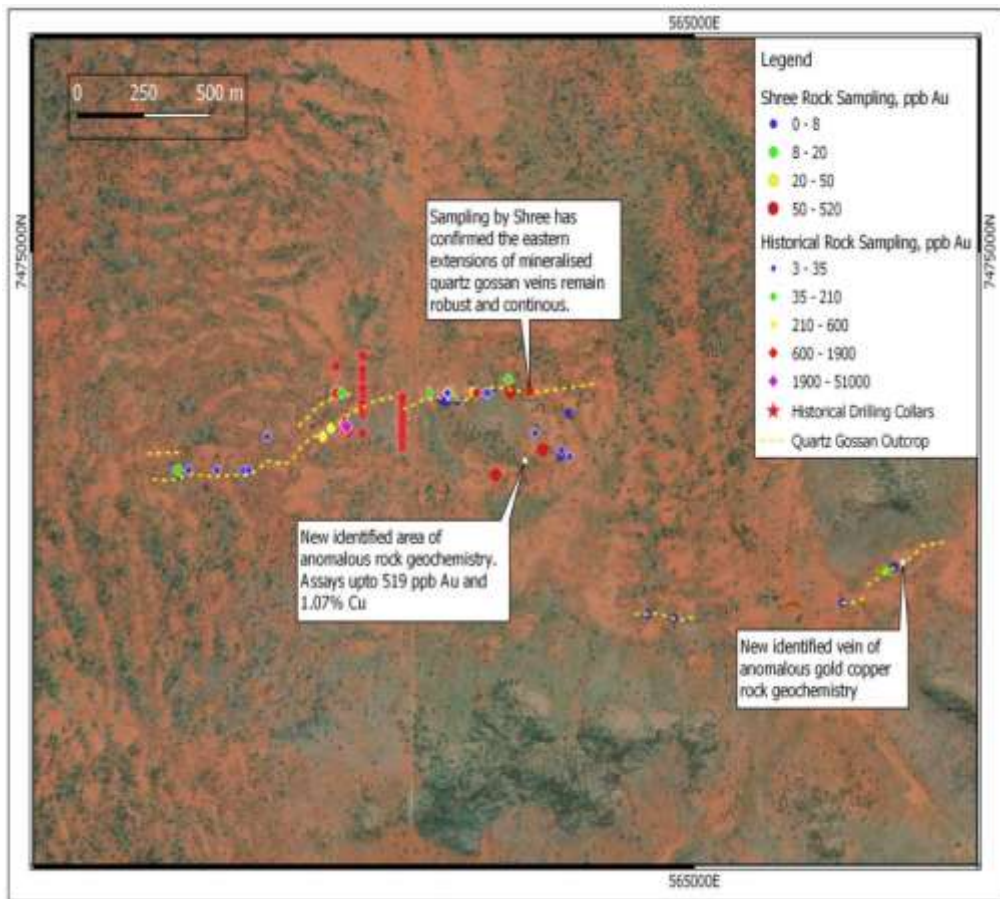 565000E
0 250 500 m
Legend
Shree Rock Sampling, ppb Au
0 - 8
8 - 20
20 - 50
50 - 520
Historical Rock Sampling, ppb Au
3 - 35
35 - 210
210 - 600
600 - 1900
1900 - 51000
Historical Drilling Collars
Quartz Gossan Outcrop
7475000N
7475000N
Sampling by Shree has
confirmed the eastern
extensions of mineralised
quartz gossan veins remain
robust and continous.
New identified area of
anomalous rock geochemistry.
Assays upto 519 ppb Au and
1.07% Cu
New identified vein of
anomalous gold copper
rock geochemistry
565000E